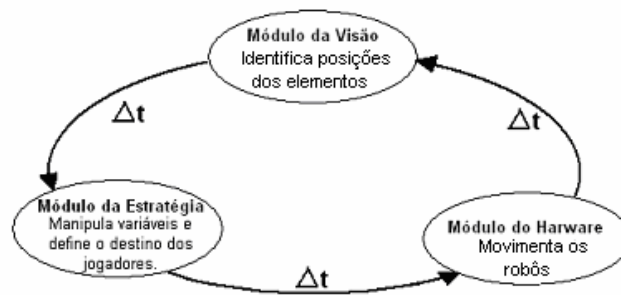 Módulo da Visão
Identifica posições
dos elementos
Δt
Δt
Módulo da Estratégia
Manipula variáveis e
define o destino dos
jogadores.
Módulo do Harware
Movimenta os
robôs
Δt